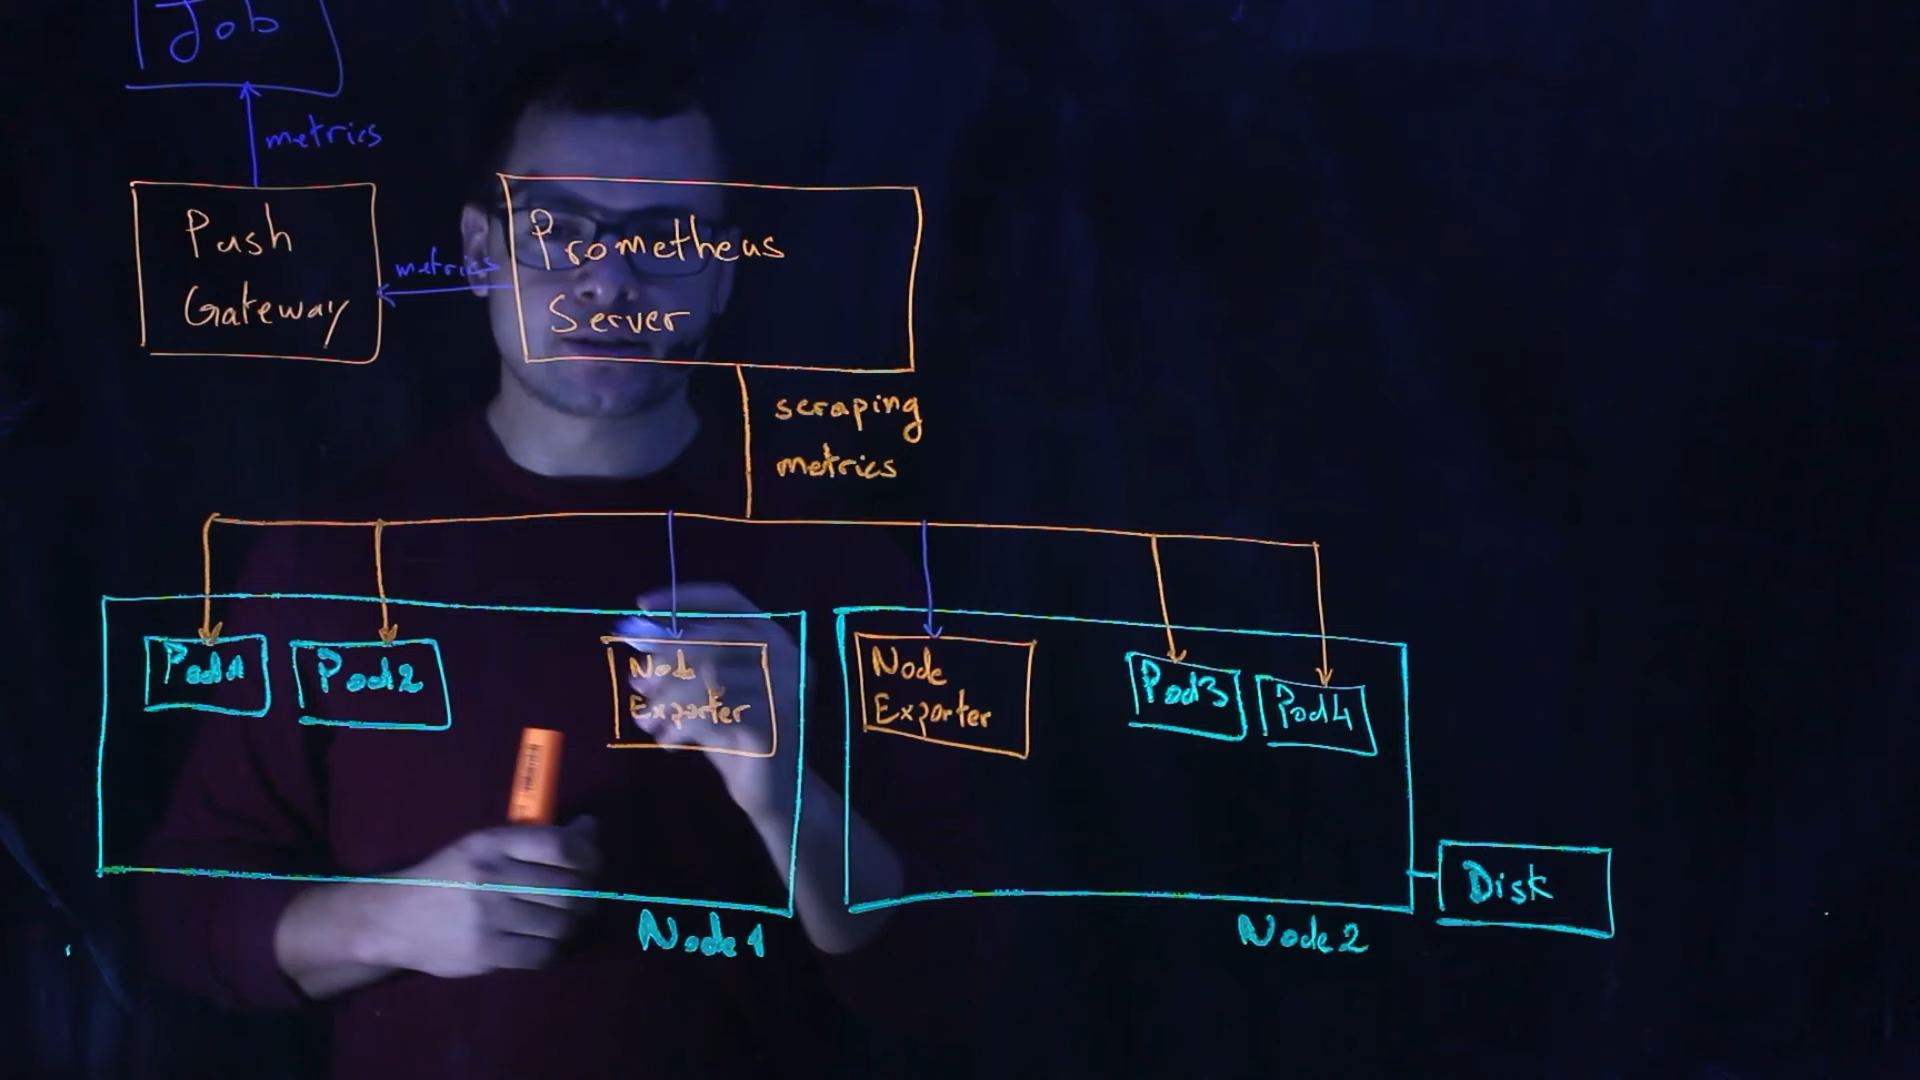 Job
metrics
Push
Gateway
metrics
Prometheus
Server
scraping
metrics
Pod1
Pod2
Node
Exporter
Node
Exporter
Pod3
Pod4
Node1
Node2
Disk